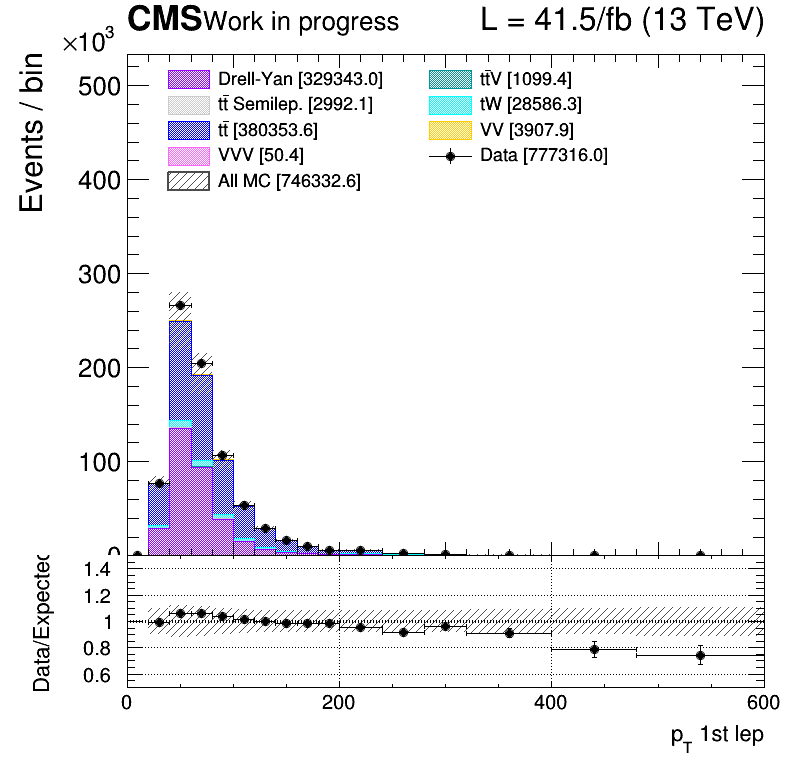 CMS Work in progress L = 41.5/fb (13 TeV)
×10³
Events / bin
500
400
300
200
100
0
Drell-Yan [329343.0]
tt̄ Semilep. [2992.1]
tt̄ [380353.6]
VVV [50.4]
All MC [746332.6]
tt̄V [1099.4]
tW [28586.3]
VV [3907.9]
Data [777316.0]
Data/Expected
1.4
1.2
1
0.8
0.6
0 200 400 600
p_T 1st lep